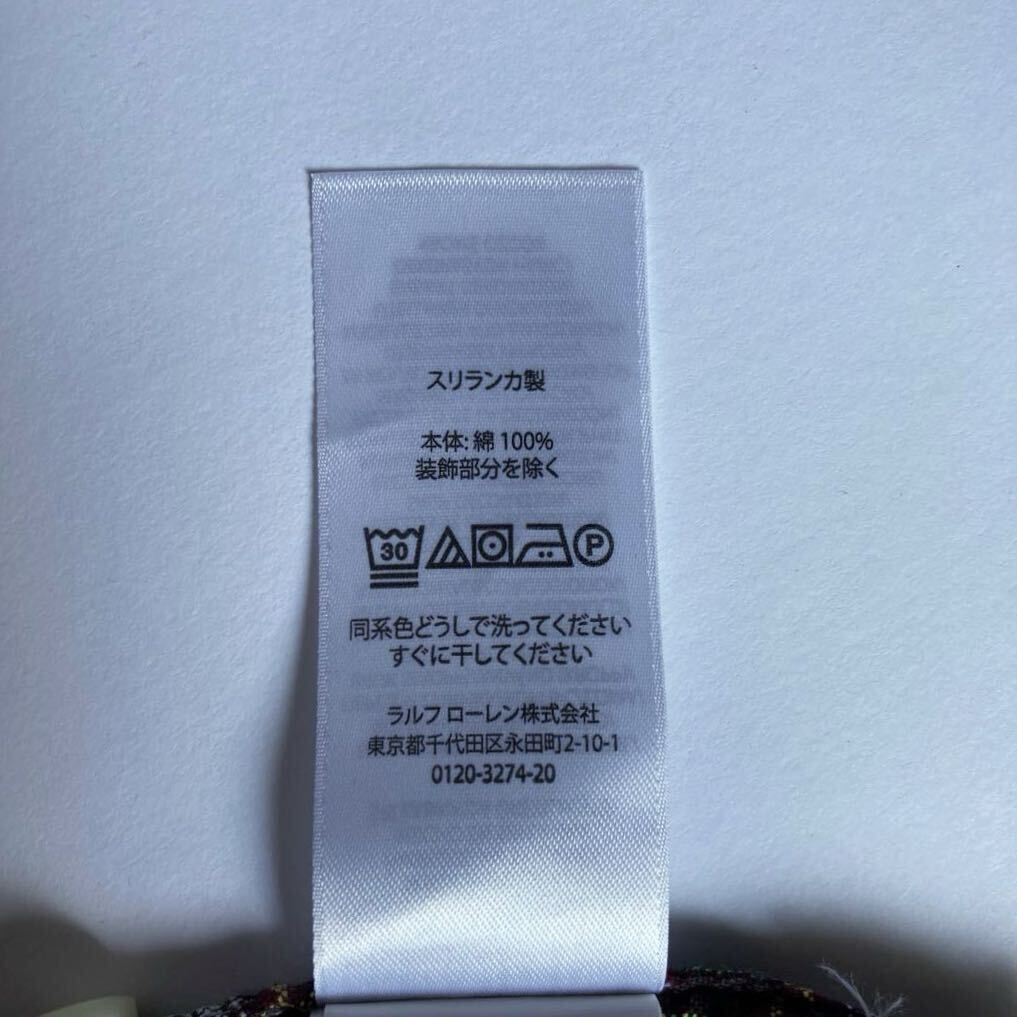 スリランカ製
本体: 綿 100%
装飾部分を除く
30 P
同系色どうしで洗ってください
すぐに干してください
ラルフ ローレン株式会社
東京都千代田区永田町2-10-1
0120-3274-20